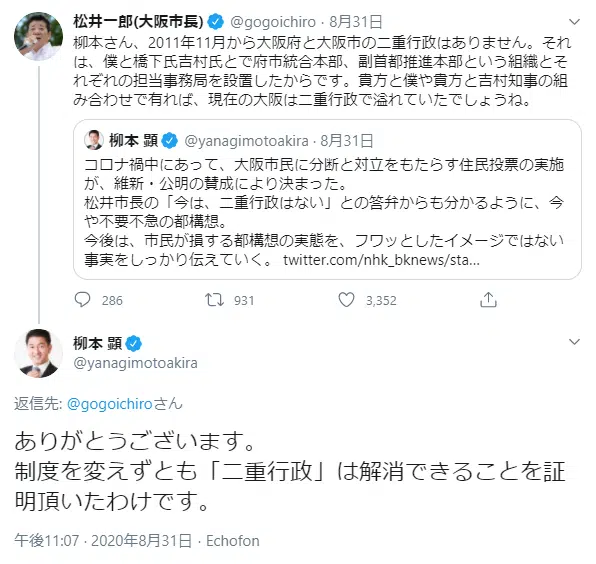 松井一郎(大阪市長) @gogoichiro · 8月31日
柳本さん、2011年11月から大阪府と大阪市の二重行政はありません。それ
は、僕と橋下氏吉村氏とで府市統合本部、副首都推進本部という組織とそ
れぞれの担当事務局を設置したからです。貴方と僕や貴方と吉村知事の組
み合わせで有れば、現在の大阪は二重行政で溢れていたでしょうね。
柳本 顕 @yanagimotoakira · 8月31日
コロナ禍中にあって、大阪市民に分断と対立をもたらす住民投票の実施
が、維新・公明の賛成により決まった。
松井市長の「今は、二重行政はない」との答弁からも分かるように、今
や不要不急の都構想。
今後は、市民が損する都構想の実態を、フワッとしたイメージではない
事実をしっかり伝えていく。 twitter.com/nhk_bknews/sta...
286 931 3,352
柳本 顕
@yanagimotoakira
返信先: @gogoichiroさん
ありがとうございます。
制度を変えずとも「二重行政」は解消できることを証
明頂いたわけです。
午後11:07 · 2020年8月31日 · Echofon